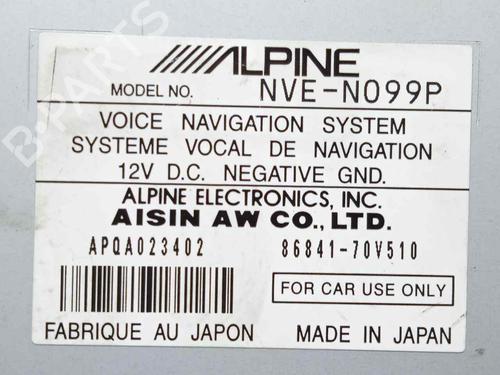 ALPINE
MODEL NO. NVE-N099P
VOICE NAVIGATION SYSTEM
SYSTEME VOCAL DE NAVIGATION
12V D.C. NEGATIVE GND.
ALPINE ELECTRONICS, INC.
AISIN AW CO., LTD.
APQA023402 86841-70V510
FOR CAR USE ONLY
FABRIQUE AU JAPON MADE IN JAPAN
B-PARTS